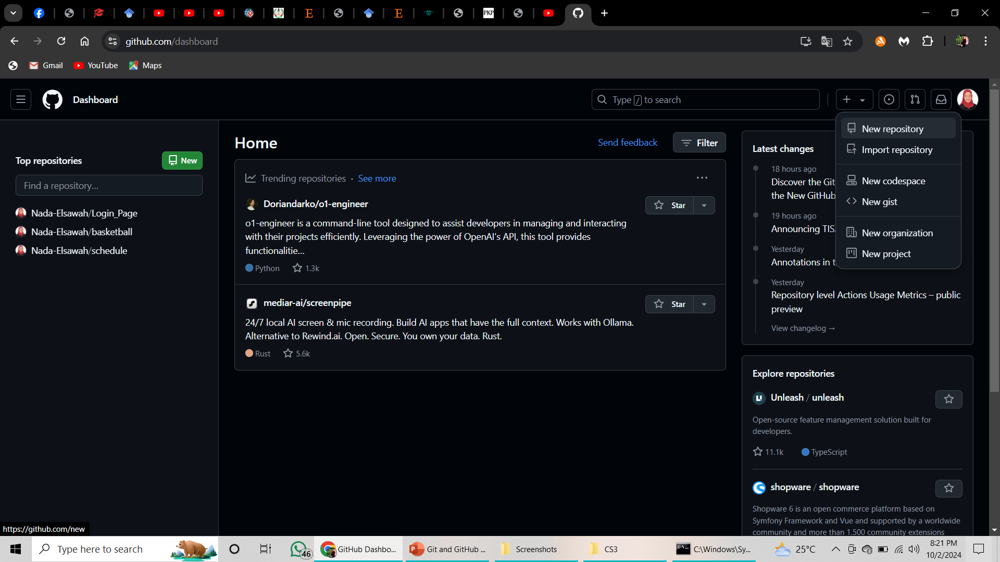 PKP
github.com/dashboard
Gmail
YouTube
Maps
Dashboard
Type / to search
New repository
Import repository
New codespace
New gist
New organization
New project
Top repositories
New
Find a repository...
Nada-Elsawah/Login_Page
Nada-Elsawah/basketball
Nada-Elsawah/schedule
Home
Send feedback
Filter
Trending repositories · See more
Doriandarko/o1-engineer
Star
o1-engineer is a command-line tool designed to assist developers in managing and interacting
with their projects efficiently. Leveraging the power of OpenAI's API, this tool provides
functionalitie...
Python
1.3k
mediar-ai/screenpipe
Star
24/7 local AI screen & mic recording. Build AI apps that have the full context. Works with Ollama.
Alternative to Rewind.ai. Open. Secure. You own your data. Rust.
Rust
5.6k
Latest changes
18 hours ago
Discover the Git
the New GitHub
19 hours ago
Announcing TIS
Yesterday
Annotations in t
Yesterday
Repository level Actions Usage Metrics – public
preview
View changelog →
Explore repositories
Unleash / unleash
Open-source feature management solution built for
developers.
11.1k
TypeScript
shopware / shopware
Shopware 6 is an open commerce platform based on
Symfony Framework and Vue and supported by a worldwide
community and more than 1.500 community extensions
https://github.com/new
Type here to search
46
GitHub Dashbo...
Git and GitHub ...
Screenshots
CS3
C:\Windows\Sy...
25°C
8:21 PM
10/2/2024